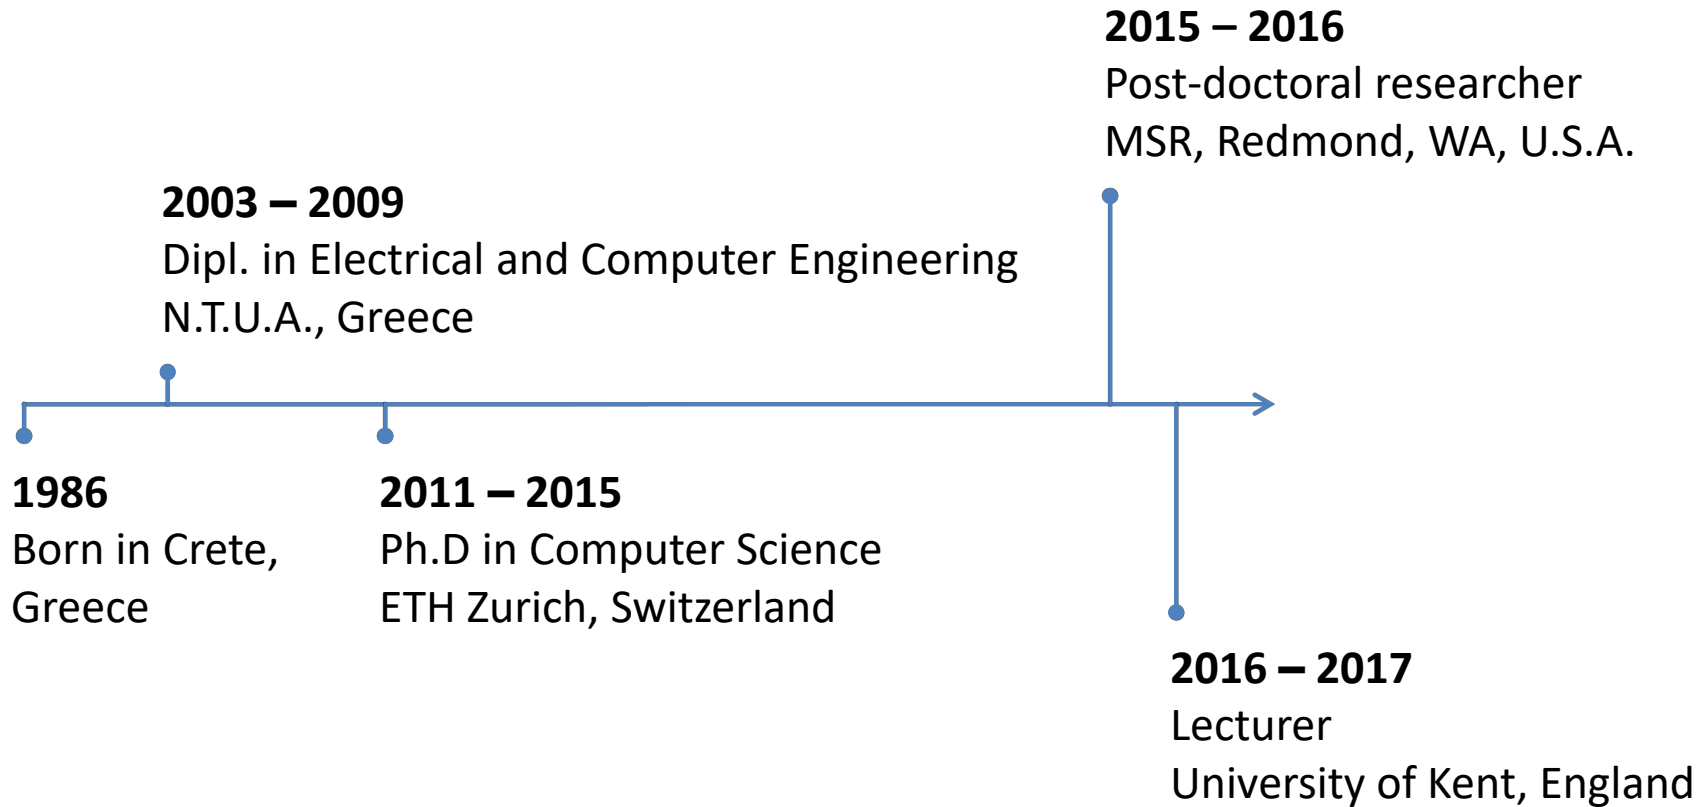 1986
Born in Crete,
Greece
2003 – 2009
Dipl. in Electrical and Computer Engineering
N.T.U.A., Greece
2011 – 2015
Ph.D in Computer Science
ETH Zurich, Switzerland
2015 – 2016
Post-doctoral researcher
MSR, Redmond, WA, U.S.A.
2016 – 2017
Lecturer
University of Kent, England